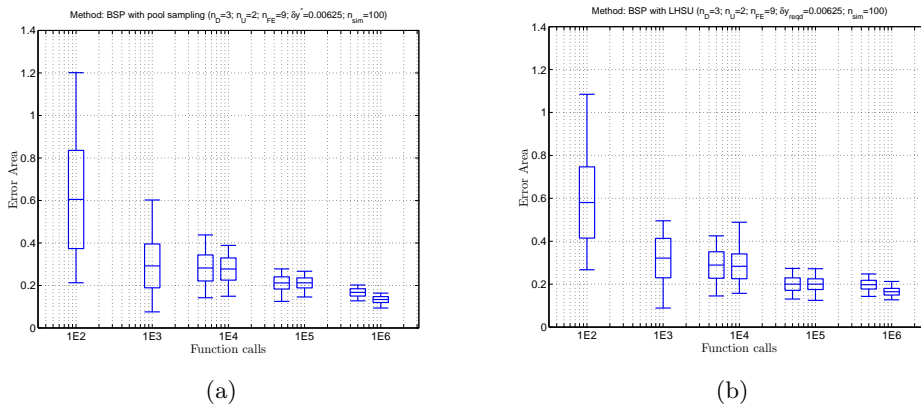 Method: BSP with pool sampling (n_D=3; n_U=2; n_FE=9; δy^*=0.00625; n_sim=100)
1.4
1.2
1
0.8
0.6
0.4
0.2
0
Error Area
1E2 1E3 1E4 1E5 1E6
Function calls
(a)
Method: BSP with LHSU (n_D=3; n_U=2; n_FE=9; δy_reqd=0.00625; n_sim=100)
1.4
1.2
1
0.8
0.6
0.4
0.2
0
Error Area
1E2 1E3 1E4 1E5 1E6
Function calls
(b)